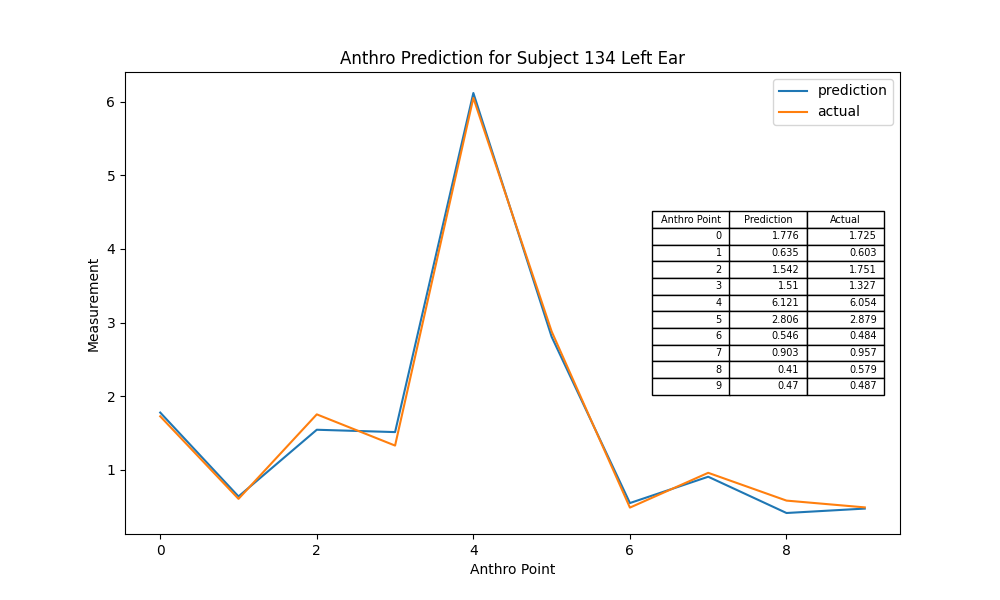 Anthro Prediction for Subject 134 Left Ear
prediction
actual
6
5
4
3
2
1
Measurement
Anthro Point Prediction Actual
0 1.776 1.725
1 0.635 0.603
2 1.542 1.751
3 1.51 1.327
4 6.121 6.054
5 2.806 2.879
6 0.546 0.484
7 0.903 0.957
8 0.41 0.579
9 0.47 0.487
0 2 4 6 8
Anthro Point